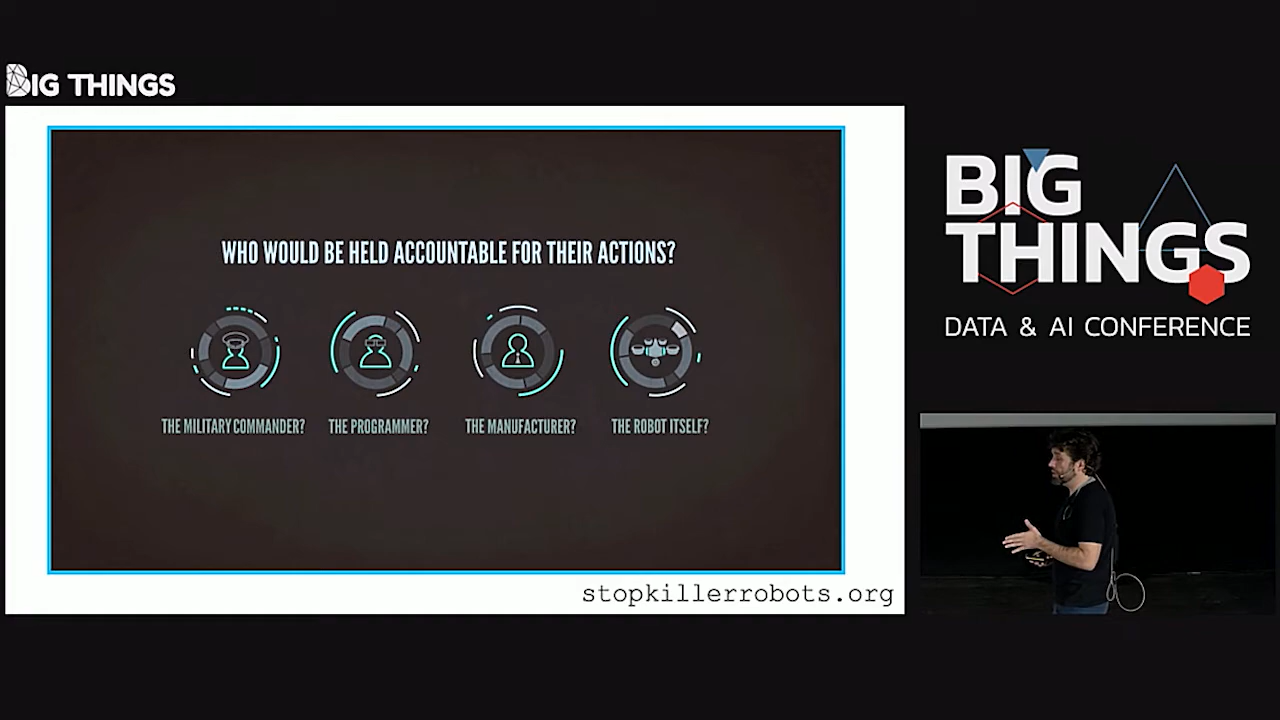 BIG THINGS
WHO WOULD BE HELD ACCOUNTABLE FOR THEIR ACTIONS?
THE MILITARY COMMANDER?
THE PROGRAMMER?
THE MANUFACTURER?
THE ROBOT ITSELF?
stopkillerrobots.org
BIG
THINGS
DATA & AI CONFERENCE